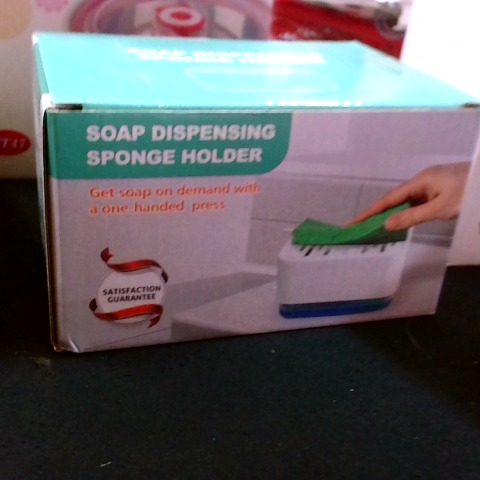 SOAP DISPENSING
SPONGE HOLDER
Get soap on demand with
a one-handed press
SATISFACTION
GUARANTEE